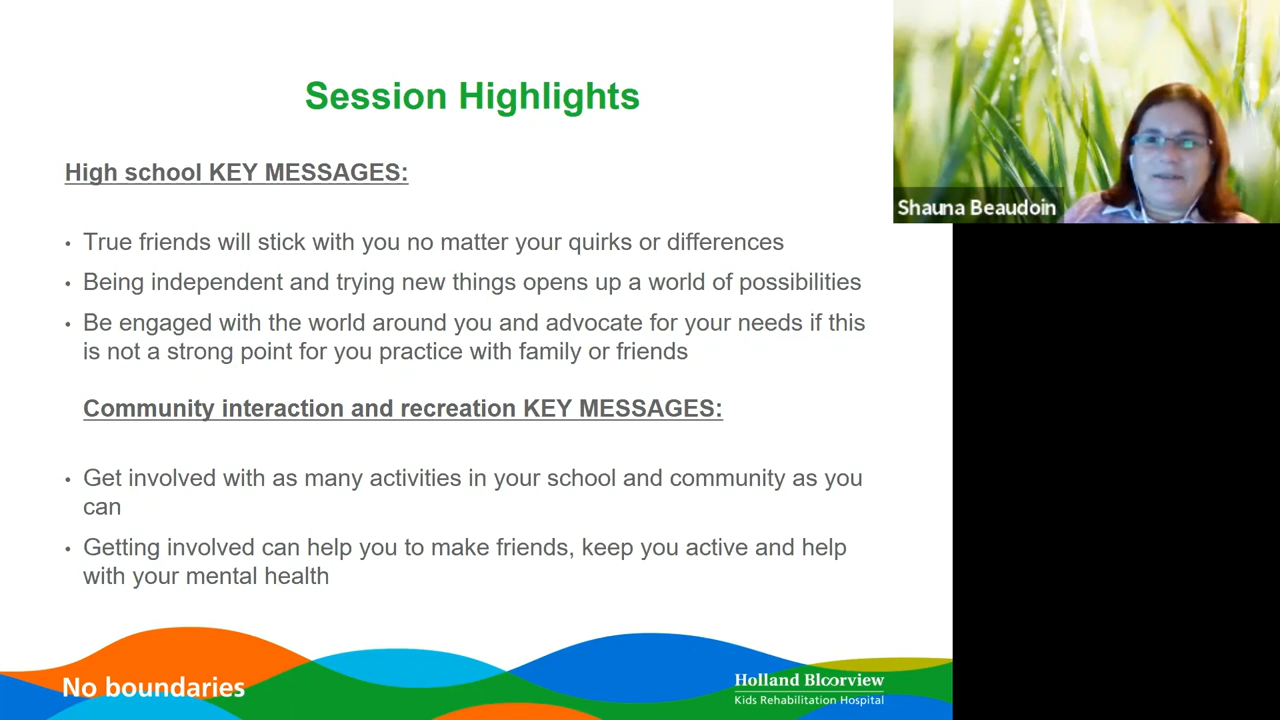 Session Highlights
High school KEY MESSAGES:
• True friends will stick with you no matter your quirks or differences
• Being independent and trying new things opens up a world of possibilities
• Be engaged with the world around you and advocate for your needs if this
is not a strong point for you practice with family or friends
Community interaction and recreation KEY MESSAGES:
• Get involved with as many activities in your school and community as you
can
• Getting involved can help you to make friends, keep you active and help
with your mental health
No boundaries
Holland Bloorview
Kids Rehabilitation Hospital
Shauna Beaudoin